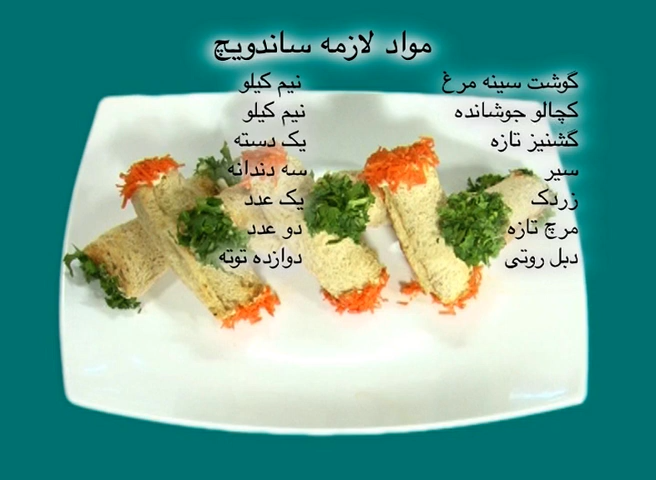 مواد لازمه ساندویچ
گوشت سینه مرغ نیم کیلو
کچالو جوشانده نیم کیلو
گشنیز تازه یک دسته
سیر سه دندانه
زردک یک عدد
مرچ تازه دو عدد
دبل روتی دوازده توته